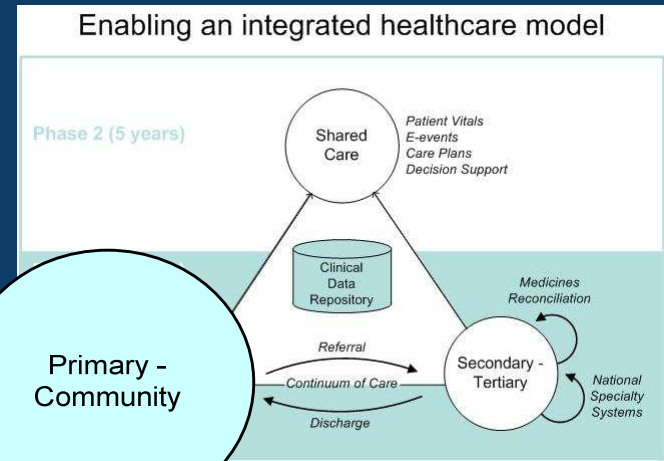 Enabling an integrated healthcare model
Phase 2 (5 years)
Shared
Care
Patient Vitals
E-events
Care Plans
Decision Support
Clinical
Data
Repository
Medicines
Reconciliation
Referral
Continuum of Care
Discharge
Primary -
Community
Secondary -
Tertiary
National
Specialty
Systems